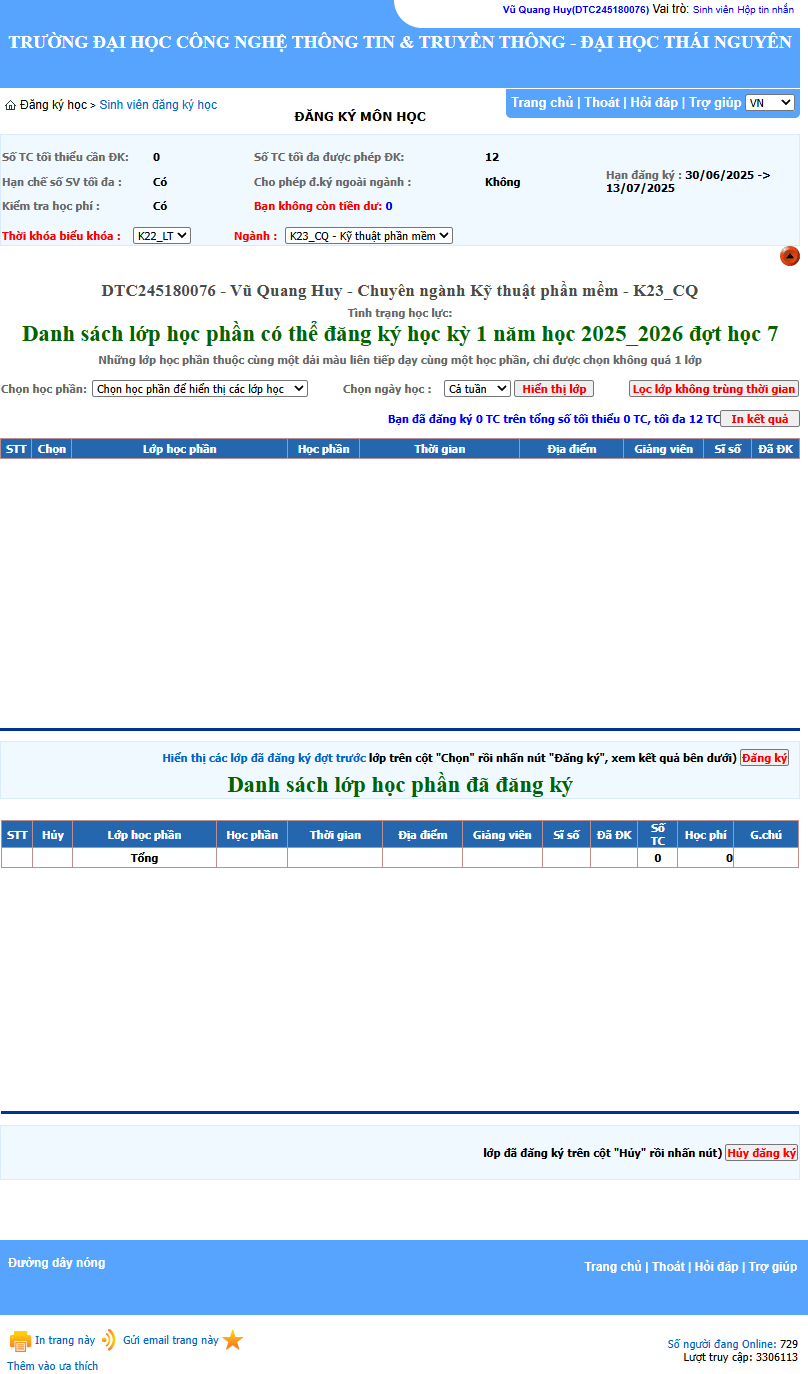 Vũ Quang Huy(DTC245180076) Vai trò: Sinh viên Hộp tin nhắn
TRƯỜNG ĐẠI HỌC CÔNG NGHỆ THÔNG TIN & TRUYỀN THÔNG - ĐẠI HỌC THÁI NGUYÊN
Trang chủ | Thoát | Hỏi đáp | Trợ giúp VN
Đăng ký học > Sinh viên đăng ký học
ĐĂNG KÝ MÔN HỌC
Số TC tối thiểu cần ĐK: 0 Số TC tối đa được phép ĐK: 12
Hạn chế số SV tối đa : Có Cho phép đ.ký ngoài ngành : Không
Hạn đăng ký : 30/06/2025 ->
13/07/2025
Kiểm tra học phí : Có Bạn không còn tiền dư: 0
Thời khóa biểu khóa : K22_LT Ngành : K23_CQ - Kỹ thuật phần mềm
DTC245180076 - Vũ Quang Huy - Chuyên ngành Kỹ thuật phần mềm - K23_CQ
Tình trạng học lực:
Danh sách lớp học phần có thể đăng ký học kỳ 1 năm học 2025_2026 đợt học 7
Những lớp học phần thuộc cùng một dải màu liên tiếp dạy cùng một học phần, chỉ được chọn không quá 1 lớp
Chọn học phần: Chọn học phần để hiển thị các lớp học Chọn ngày học : Cả tuần Hiển thị lớp Lọc lớp không trùng thời gian
Bạn đã đăng ký 0 TC trên tổng số tối thiểu 0 TC, tối đa 12 TC In kết quả
STT Chọn Lớp học phần Học phần Thời gian Địa điểm Giảng viên Sĩ số Đã ĐK
Hiển thị các lớp đã đăng ký đợt trước lớp trên cột "Chọn" rồi nhấn nút "Đăng ký", xem kết quả bên dưới) Đăng ký
Danh sách lớp học phần đã đăng ký
STT Hủy Lớp học phần Học phần Thời gian Địa điểm Giảng viên Sĩ số Đã ĐK Số TC Học phí G.chú
Tổng 0 0
lớp đã đăng ký trên cột "Hủy" rồi nhấn nút) Hủy đăng ký
Đường dây nóng
Trang chủ | Thoát | Hỏi đáp | Trợ giúp
In trang này Gửi email trang này
Thêm vào ưa thích
Số người đang Online: 729
Lượt truy cập: 3306113